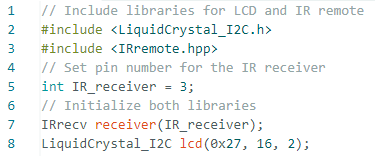 1 // Include libraries for LCD and IR remote
2 #include <LiquidCrystal_I2C.h>
3 #include <IRremote.hpp>
4 // Set pin number for the IR receiver
5 int IR_receiver = 3;
6 // Initialize both libraries
7 IRrecv receiver(IR_receiver);
8 LiquidCrystal_I2C lcd(0x27, 16, 2);